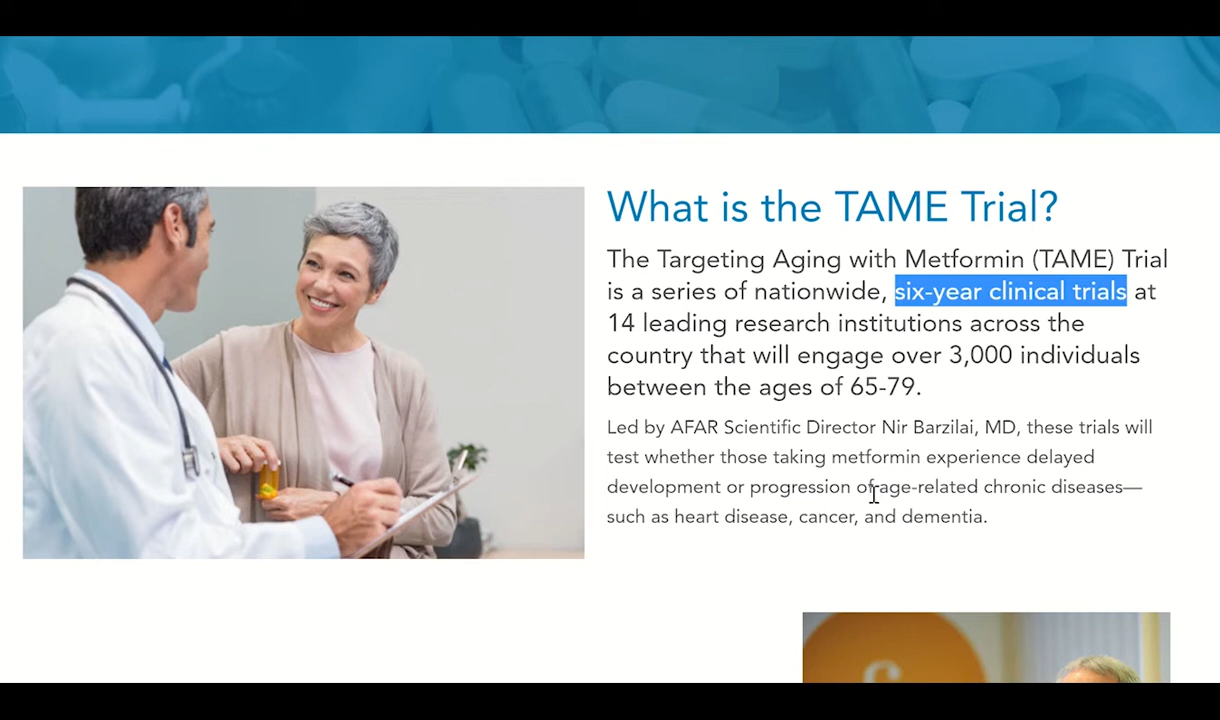 What is the TAME Trial?
The Targeting Aging with Metformin (TAME) Trial
is a series of nationwide, six-year clinical trials at
14 leading research institutions across the
country that will engage over 3,000 individuals
between the ages of 65-79.
Led by AFAR Scientific Director Nir Barzilai, MD, these trials will
test whether those taking metformin experience delayed
development or progression of age-related chronic diseases—
such as heart disease, cancer, and dementia.